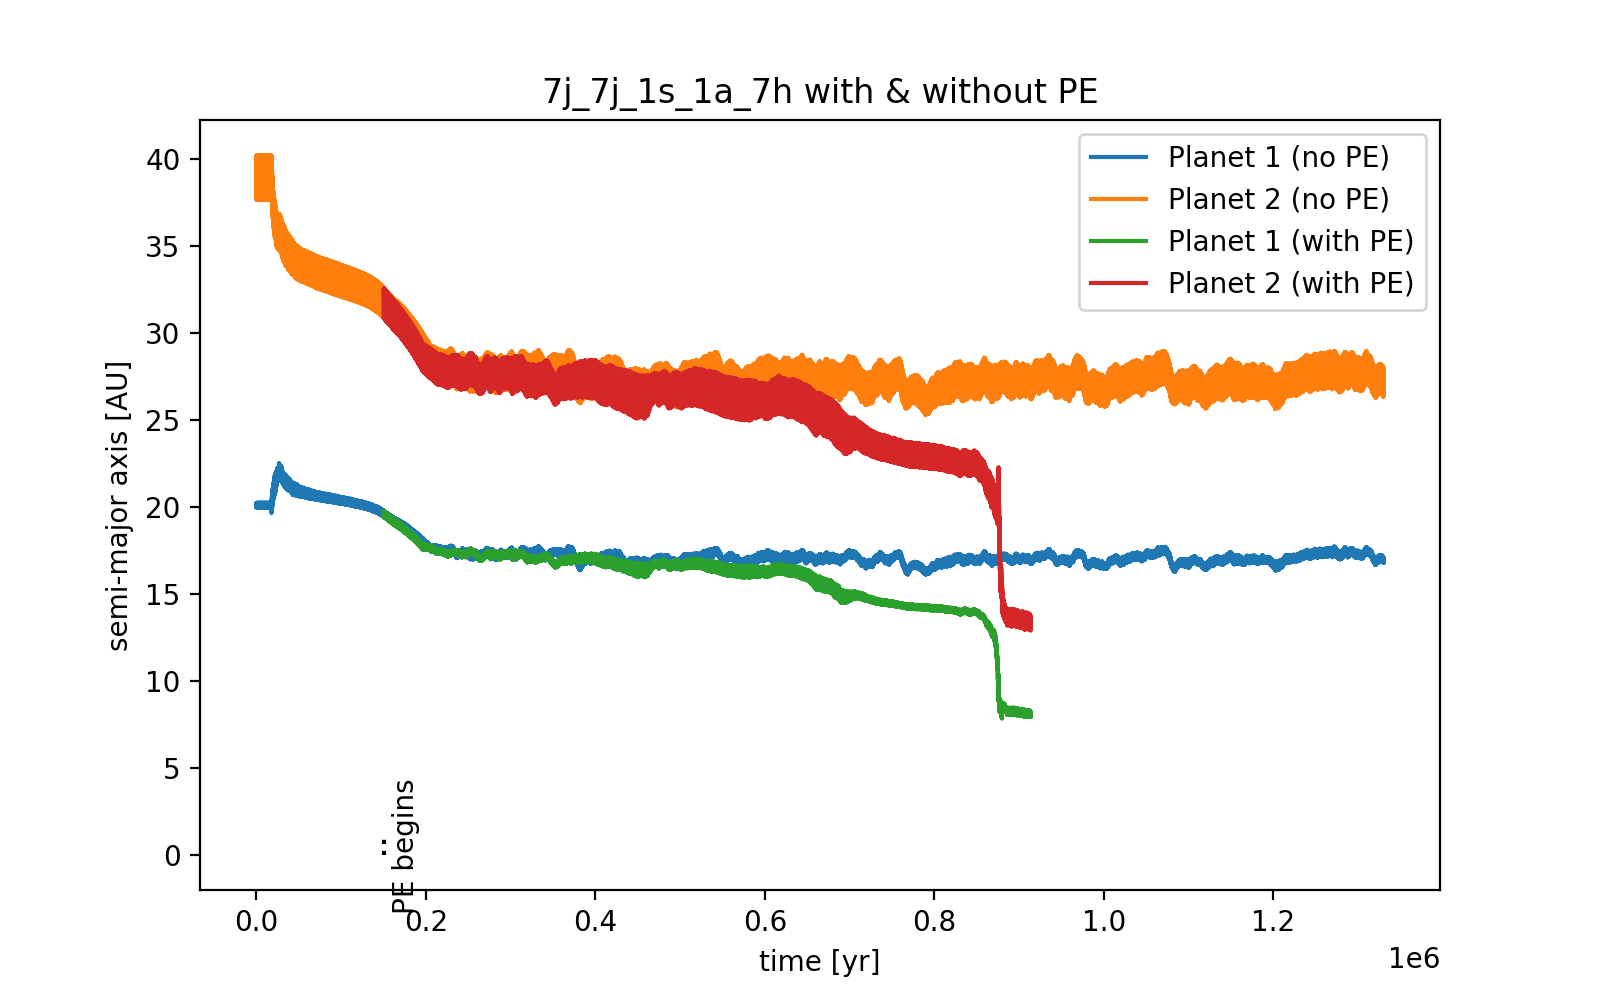 7j_7j_1s_1a_7h with & without PE
Planet 1 (no PE)
Planet 2 (no PE)
Planet 1 (with PE)
Planet 2 (with PE)
semi-major axis [AU]
40
35
30
25
20
15
10
5
0
PE begins
0.0
0.2
0.4
0.6
0.8
1.0
1.2
time [yr]
1e6